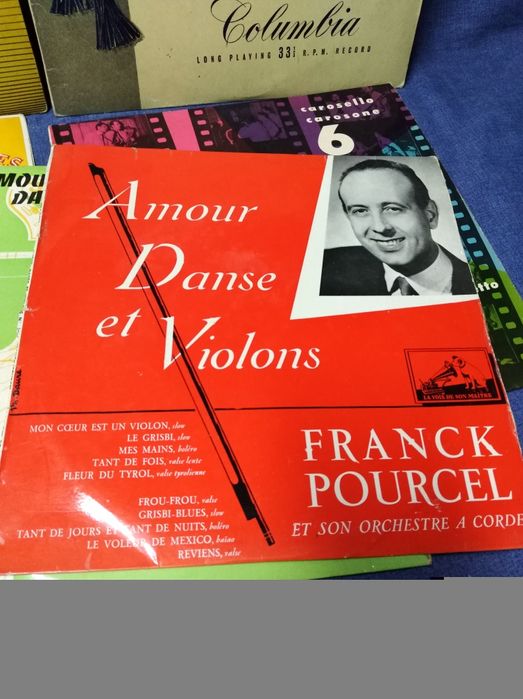 Columbia
LONG PLAYING 33⅓ R.P.M. RECORD
carosello
carosone
6
MOU
DA
Amour
Danse
et Violons
LA VOIX DE SON MAITRE
MON CŒUR EST UN VIOLON, slow
LE GRISBI, slow
MES MAINS, boléro
TANT DE FOIS, valse lente
FLEUR DU TYROL, valse tyrolienne
FROU-FROU, valse
GRISBI-BLUES, slow
TANT DE JOURS ET TANT DE NUITS, boléro
LE VOLEUR DE MEXICO, baïao
REVIENS, valse
FRANCK
POURCEL
ET SON ORCHESTRE A CORDE